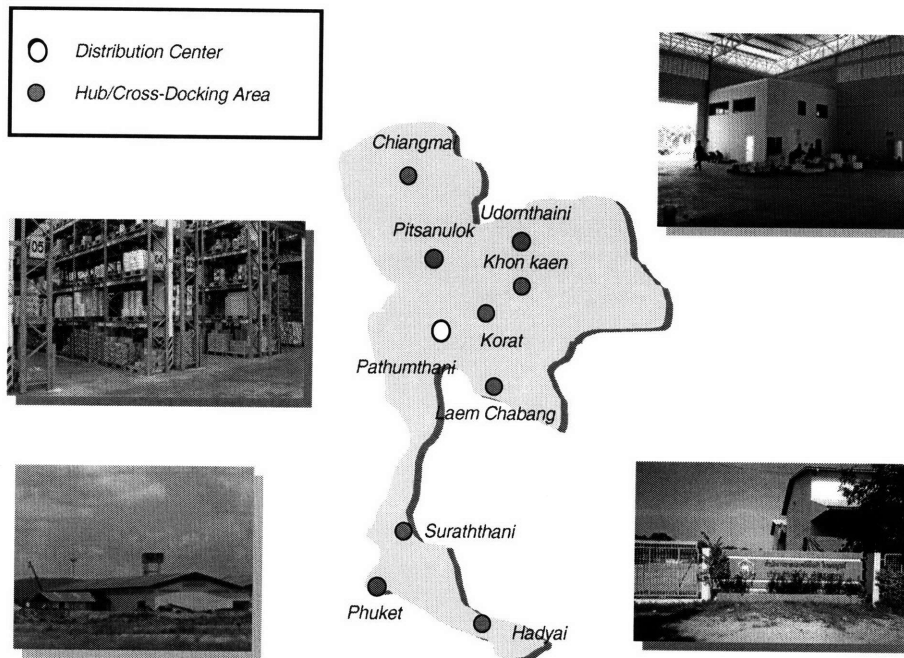 Distribution Center
Hub/Cross-Docking Area
Chiangmai
Udornthaini
Pitsanulok
Khon kaen
05
04
Korat
Pathumthani
Laem Chabang
Suraththani
Phuket
Hadyai